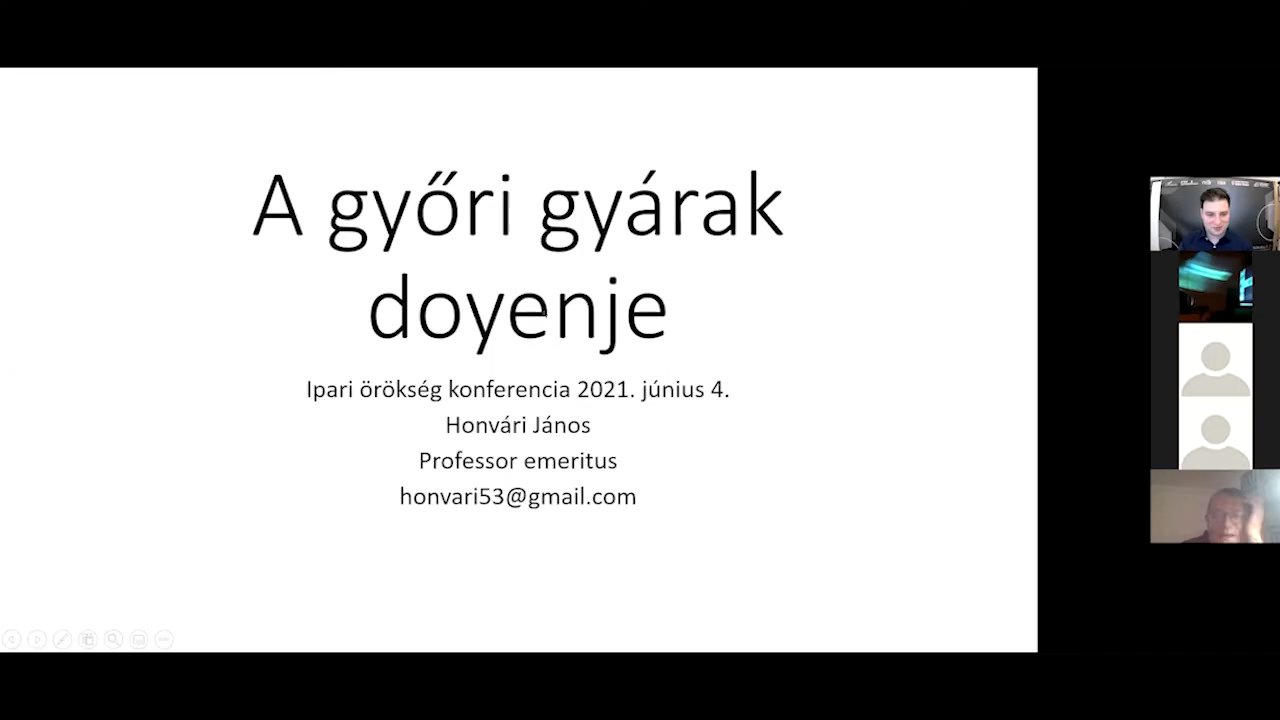 A győri gyárak
doyenje
Ipari örökség konferencia 2021. június 4.
Honvári János
Professor emeritus
honvari53@gmail.com